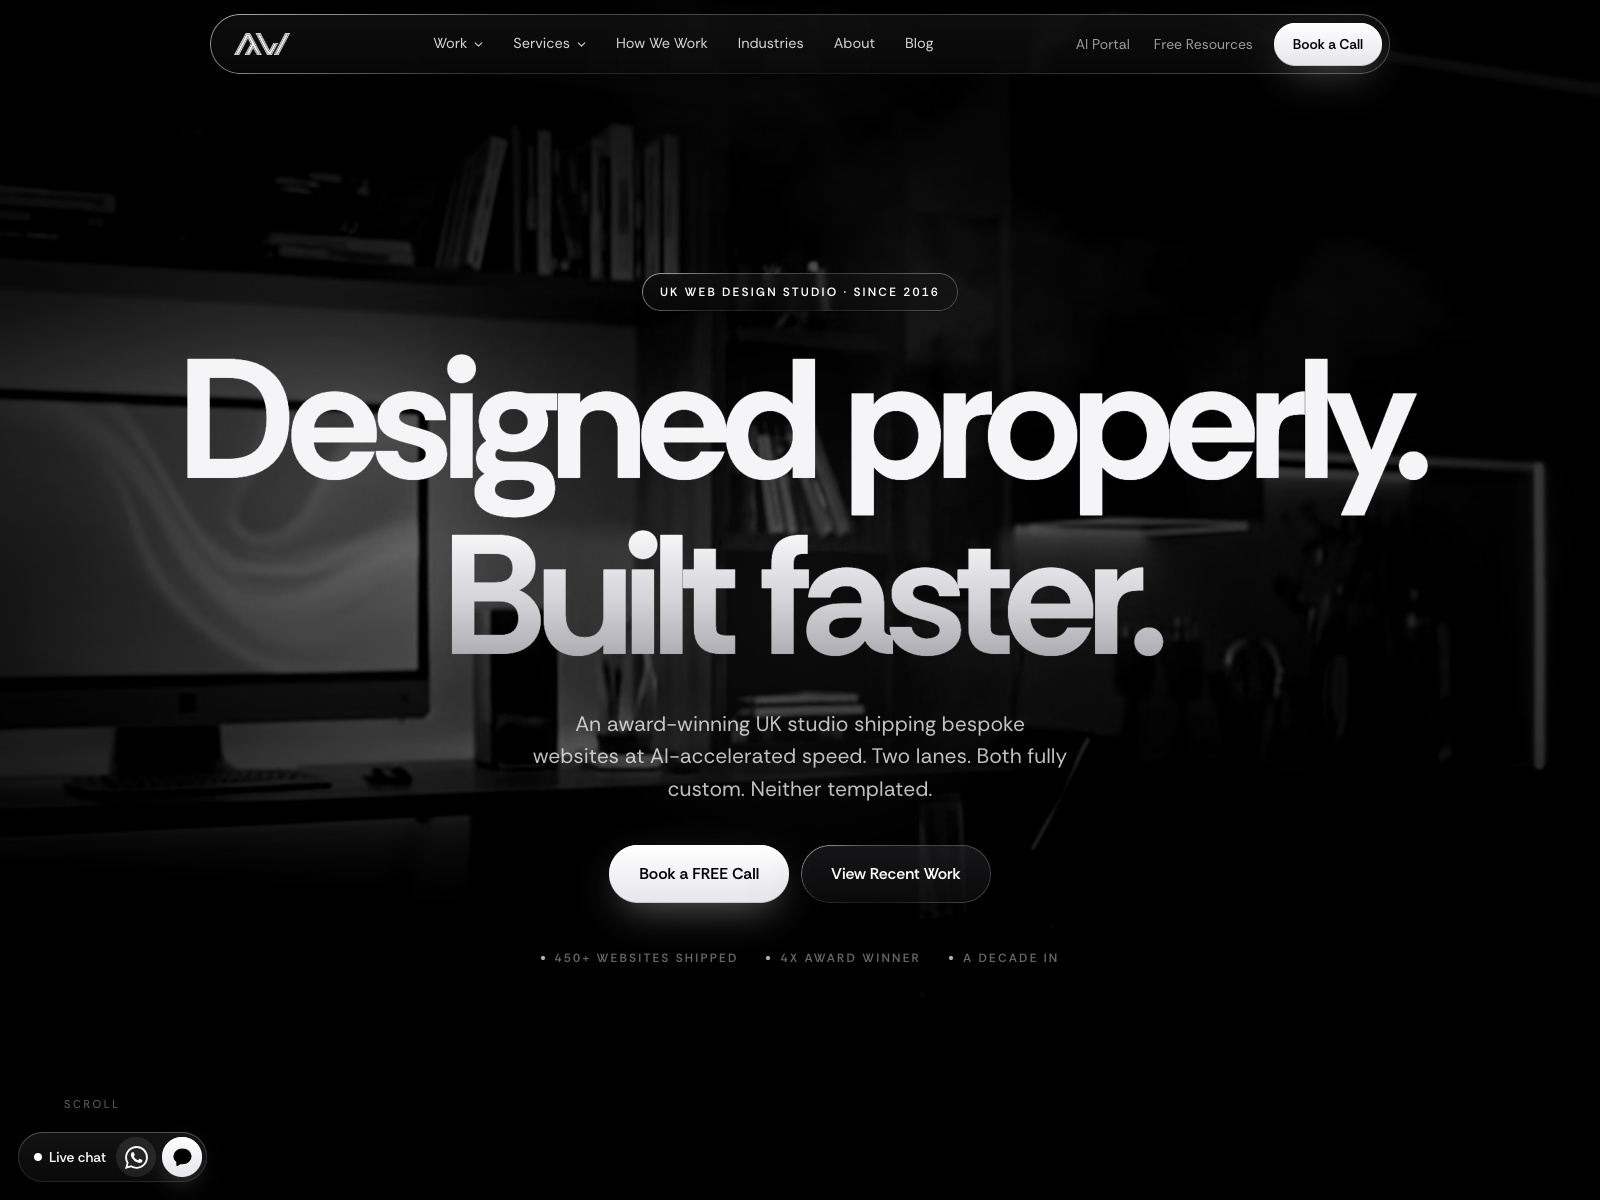 AW
Work
Services
How We Work
Industries
About
Blog
AI Portal
Free Resources
Book a Call
UK WEB DESIGN STUDIO · SINCE 2016
Designed properly.
Built faster.
An award-winning UK studio shipping bespoke
websites at AI-accelerated speed. Two lanes. Both fully
custom. Neither templated.
Book a FREE Call
View Recent Work
450+ WEBSITES SHIPPED
4X AWARD WINNER
A DECADE IN
SCROLL
Live chat